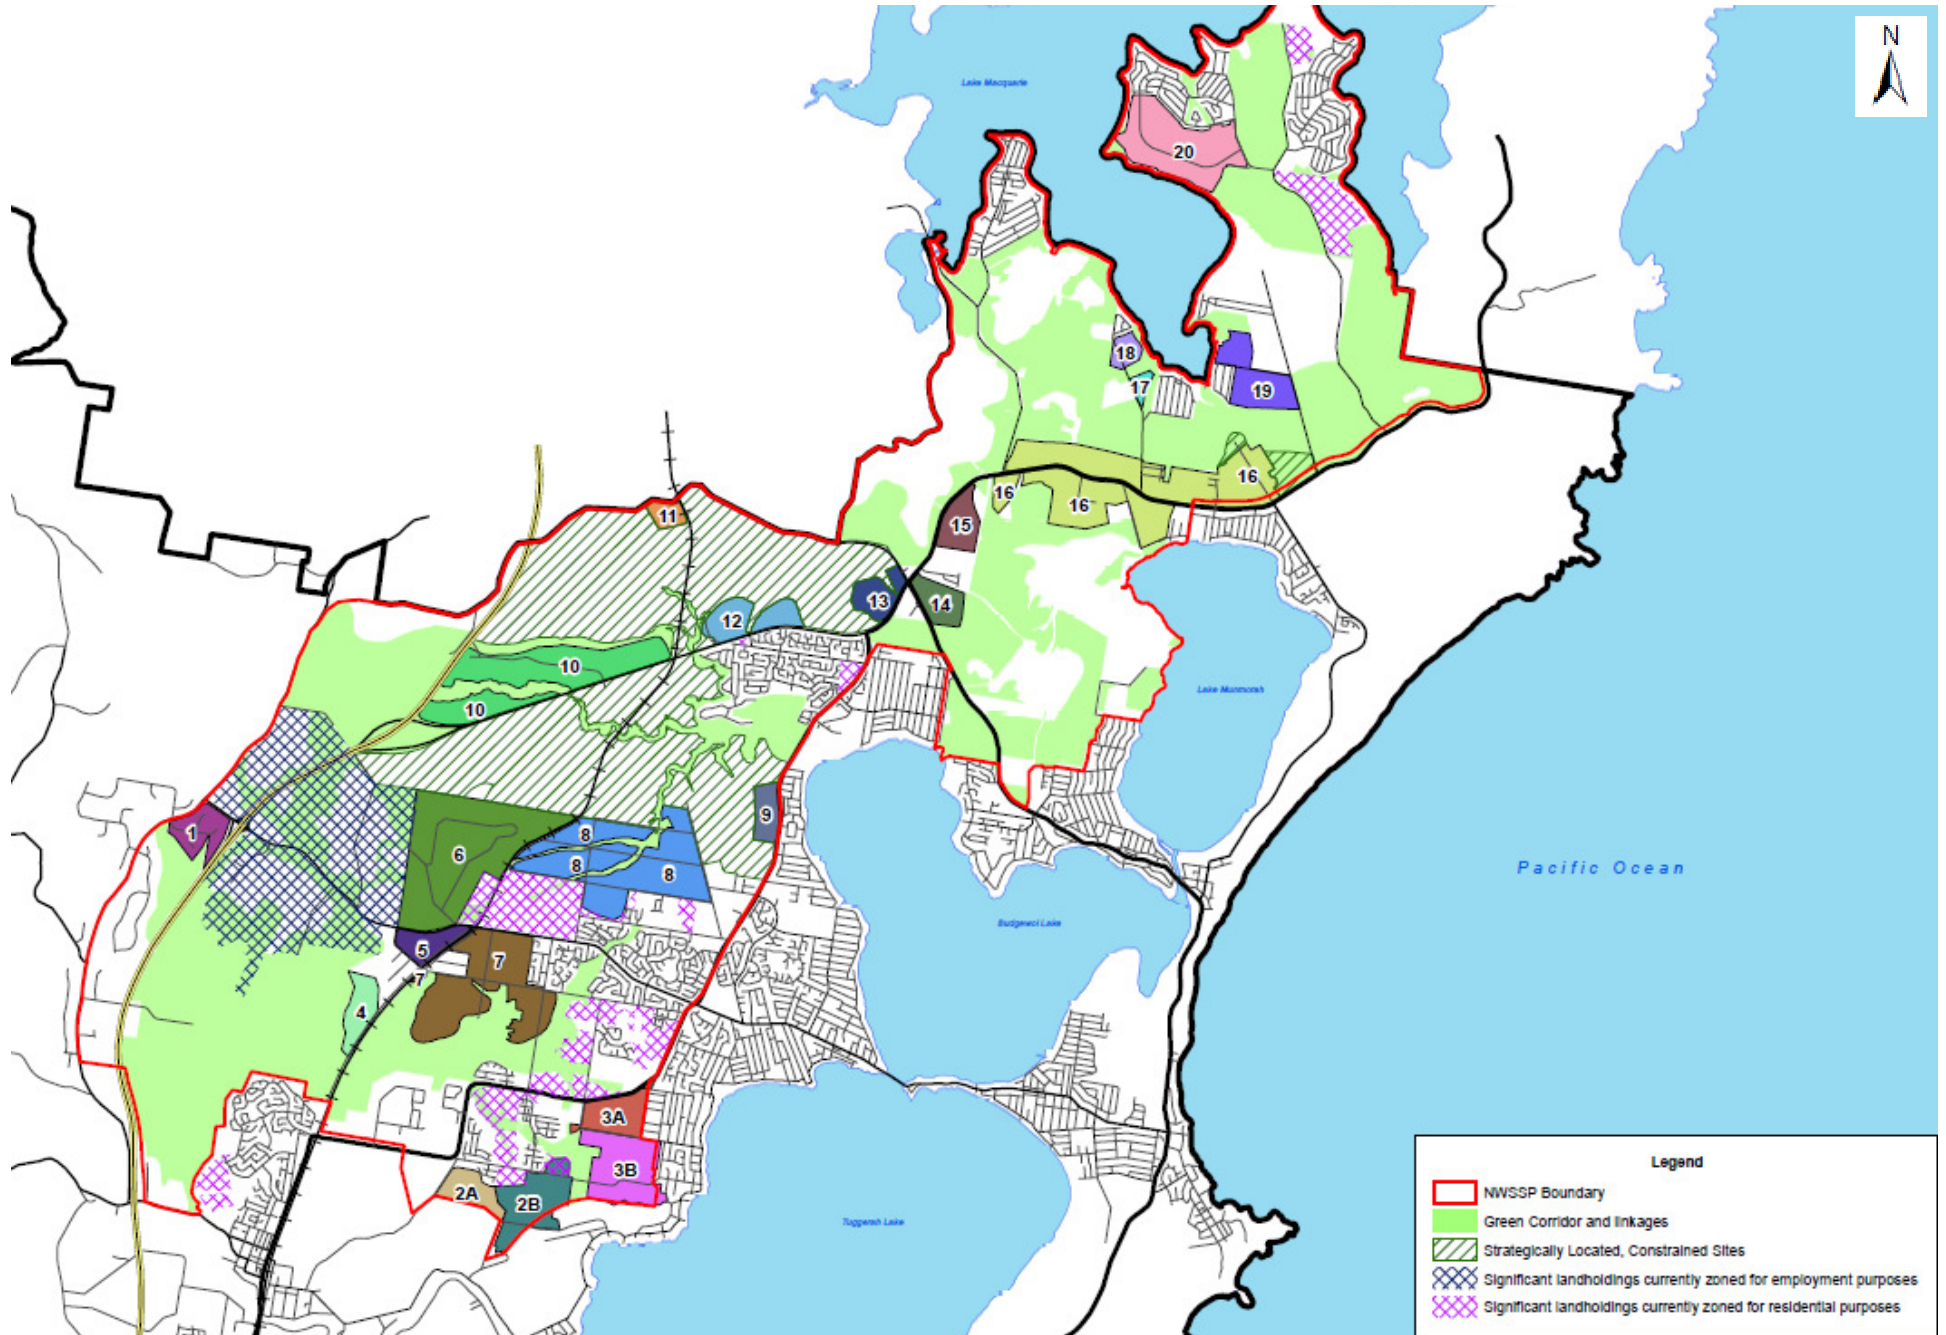 N
Lake Macquarie
20
18
17
19
16
16
16
15
11
13
14
12
10
10
Lake Munmorah
9
1
8
6
8
8
Pacific Ocean
Budgewoi Lake
5
7
7
4
3A
3B
2A
2B
Tuggerah Lake
Legend
NWSSP Boundary
Green Corridor and linkages
Strategically Located, Constrained Sites
Significant landholdings currently zoned for employment purposes
Significant landholdings currently zoned for residential purposes